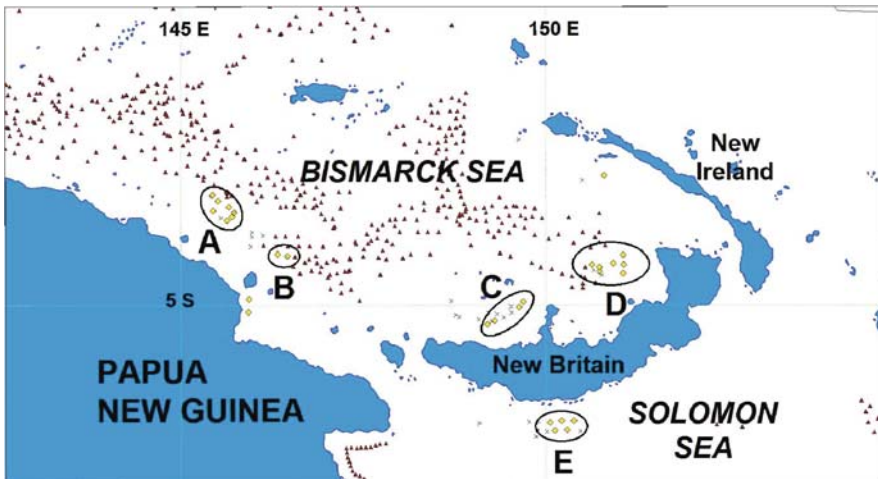 145 E
150 E
New
Ireland
BISMARCK SEA
A
B
C
D
5 S
New Britain
PAPUA
NEW GUINEA
SOLOMON
SEA
E